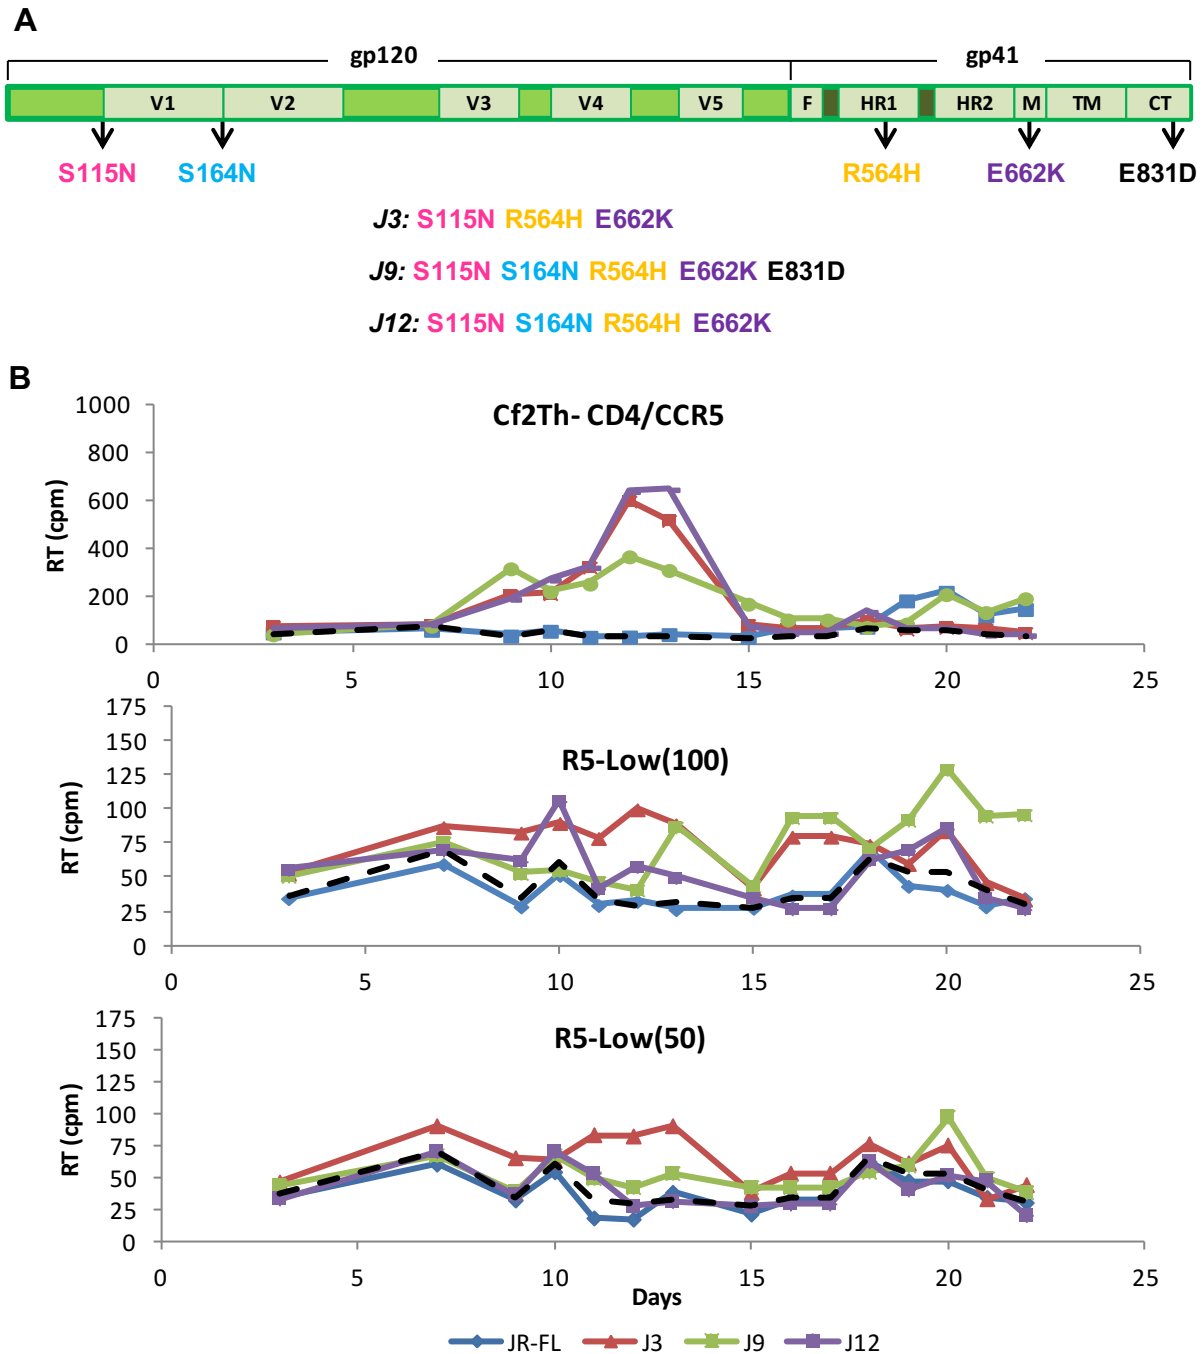 A
gp120 gp41
V1 V2 V3 V4 V5 F HR1 HR2 M TM CT
S115N S164N R564H E662K E831D
J3: S115N R564H E662K
J9: S115N S164N R564H E662K E831D
J12: S115N S164N R564H E662K
B
Cf2Th- CD4/CCR5
RT (cpm)
1000
800
600
400
200
0
0 5 10 15 20 25
R5-Low(100)
RT (cpm)
175
150
125
100
75
50
25
0
0 5 10 15 20 25
R5-Low(50)
RT (cpm)
175
150
125
100
75
50
25
0
0 5 10 15 20 25
Days
JR-FL J3 J9 J12